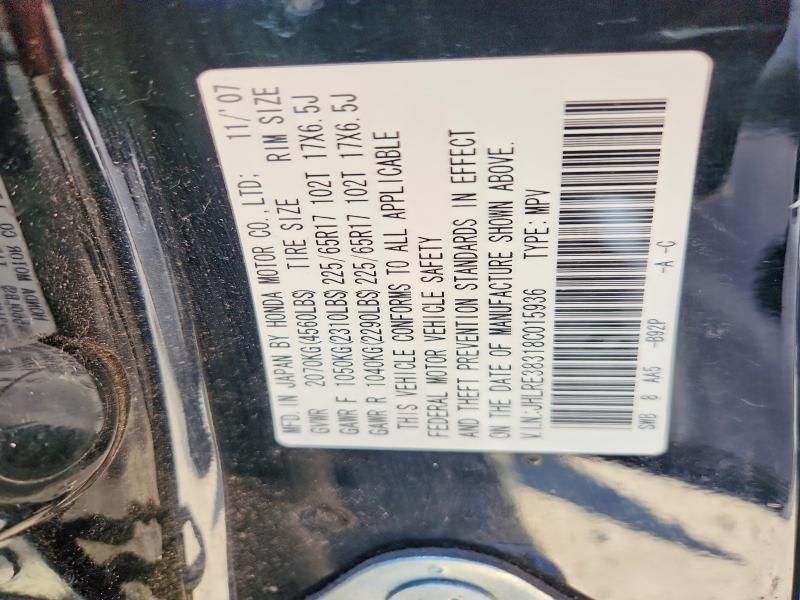 MFD. IN JAPAN BY HONDA MOTOR CO., LTD; 11/'07
GVWR 2070KG(4560LBS) TIRE SIZE RIM SIZE
GAWR F 1050KG(2310LBS) 225/65R17 102T 17X6.5J
GAWR R 1040KG(2290LBS) 225/65R17 102T 17X6.5J
THIS VEHICLE CONFORMS TO ALL APPLICABLE
FEDERAL MOTOR VEHICLE SAFETY
AND THEFT PREVENTION STANDARDS IN EFFECT
ON THE DATE OF MANUFACTURE SHOWN ABOVE.
V.I.N:JHLRE38318C015936 TYPE: MPV
SWB 8 AA5 -B92P -A -C